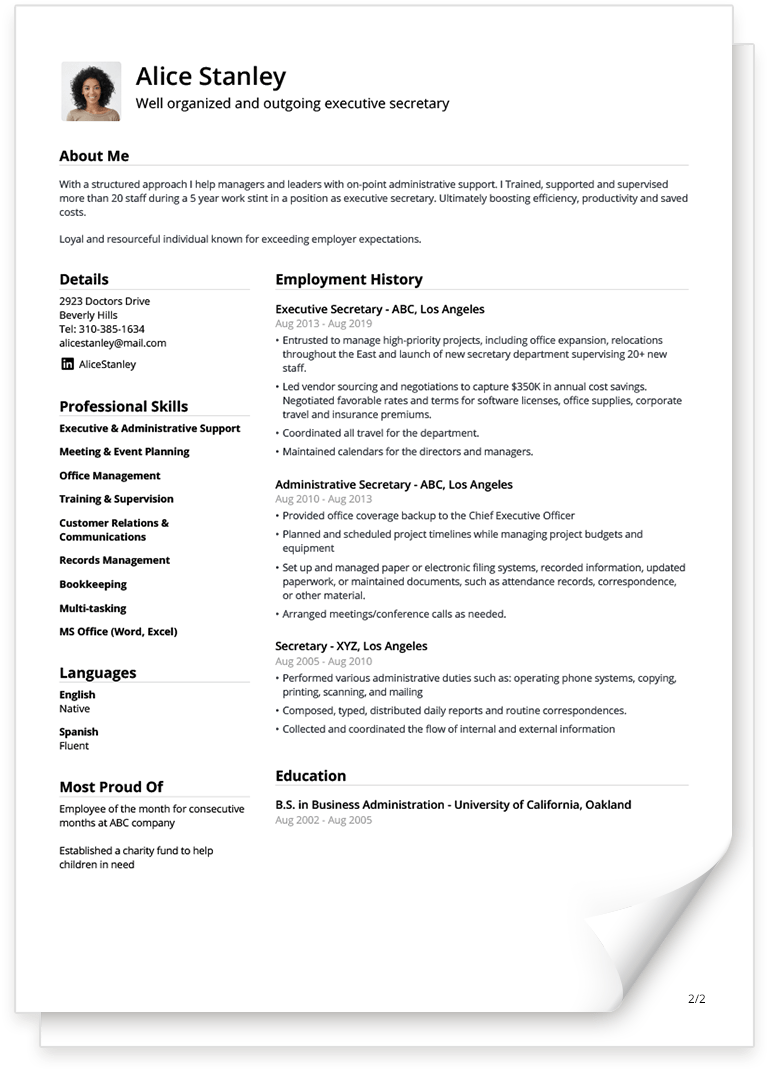 Alice Stanley
Well organized and outgoing executive secretary
About Me
With a structured approach I help managers and leaders with on-point administrative support. I Trained, supported and supervised
more than 20 staff during a 5 year work stint in a position as executive secretary. Ultimately boosting efficiency, productivity and saved
costs.
Loyal and resourceful individual known for exceeding employer expectations.
Details
2923 Doctors Drive
Beverly Hills
Tel: 310-385-1634
alicestanley@mail.com
in AliceStanley
Professional Skills
Executive & Administrative Support
Meeting & Event Planning
Office Management
Training & Supervision
Customer Relations &
Communications
Records Management
Bookkeeping
Multi-tasking
MS Office (Word, Excel)
Languages
English
Native
Spanish
Fluent
Most Proud Of
Employee of the month for consecutive
months at ABC company
Established a charity fund to help
children in need
Employment History
Executive Secretary - ABC, Los Angeles
Aug 2013 - Aug 2019
• Entrusted to manage high-priority projects, including office expansion, relocations
throughout the East and launch of new secretary department supervising 20+ new
staff.
• Led vendor sourcing and negotiations to capture $350K in annual cost savings.
Negotiated favorable rates and terms for software licenses, office supplies, corporate
travel and insurance premiums.
• Coordinated all travel for the department.
• Maintained calendars for the directors and managers.
Administrative Secretary - ABC, Los Angeles
Aug 2010 - Aug 2013
• Provided office coverage backup to the Chief Executive Officer
• Planned and scheduled project timelines while managing project budgets and
equipment
• Set up and managed paper or electronic filing systems, recorded information, updated
paperwork, or maintained documents, such as attendance records, correspondence,
or other material.
• Arranged meetings/conference calls as needed.
Secretary - XYZ, Los Angeles
Aug 2005 - Aug 2010
• Performed various administrative duties such as: operating phone systems, copying,
printing, scanning, and mailing
• Composed, typed, distributed daily reports and routine correspondences.
• Collected and coordinated the flow of internal and external information
Education
B.S. in Business Administration - University of California, Oakland
Aug 2002 - Aug 2005
2/2